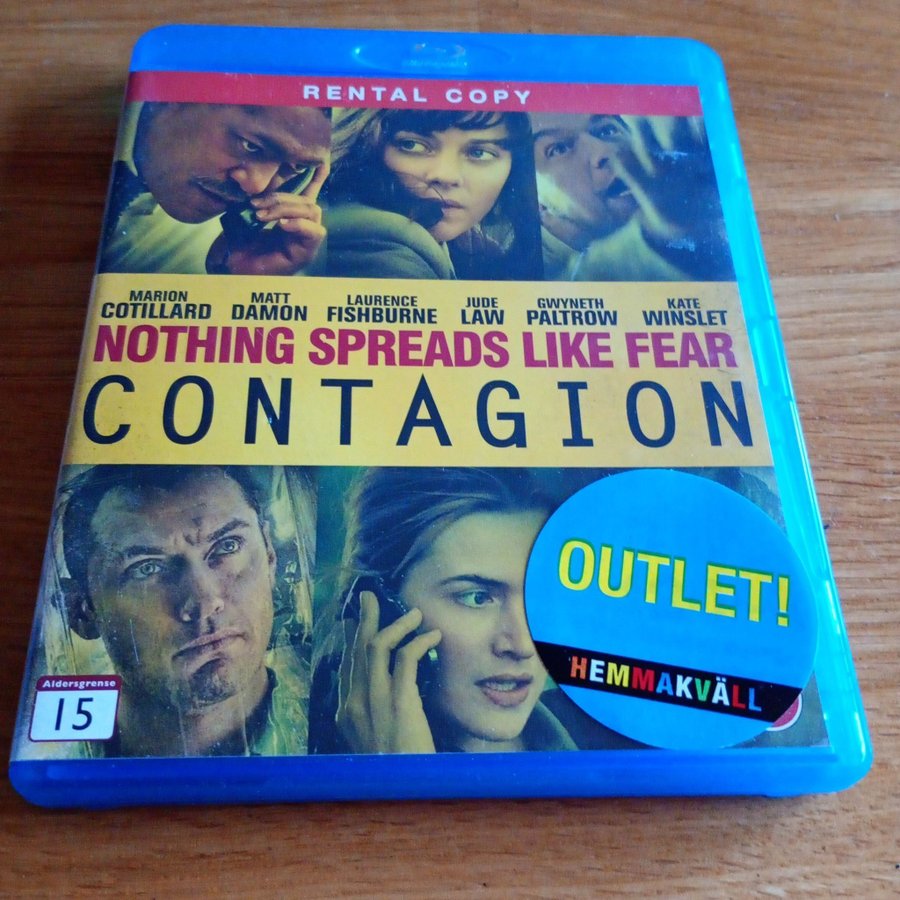 RENTAL COPY
MARION COTILLARD MATT DAMON LAURENCE FISHBURNE JUDE LAW GWYNETH PALTROW KATE WINSLET
NOTHING SPREADS LIKE FEAR
CONTAGION
OUTLET!
HEMMAKVÄLL
Aldersgrense
15